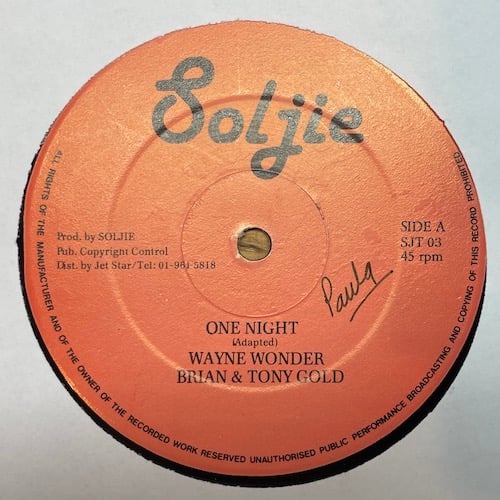 Soljie
Prod. by SOLJIE
Pub. Copyright Control
Dist. by Jet Star/Tel: 01-961 5818
SIDE A
SJT 03
45 rpm
Paula
ONE NIGHT
(Adapted)
WAYNE WONDER
BRIAN & TONY GOLD
ALL RIGHTS OF THE MANUFACTURER AND OF THE OWNER OF THE RECORDED WORK RESERVED UNAUTHORISED PUBLIC PERFORMANCE BROADCASTING AND COPYING OF THIS RECORD PROHIBITED